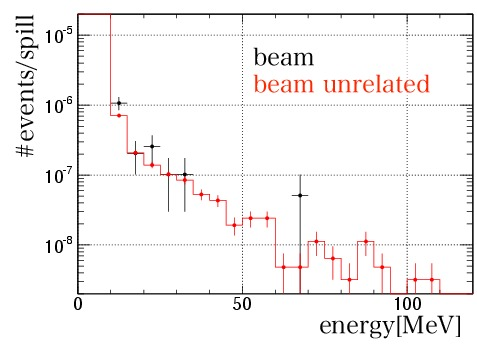 #events/spill
10^-5
10^-6
10^-7
10^-8
beam
beam unrelated
0 50 100
energy[MeV]